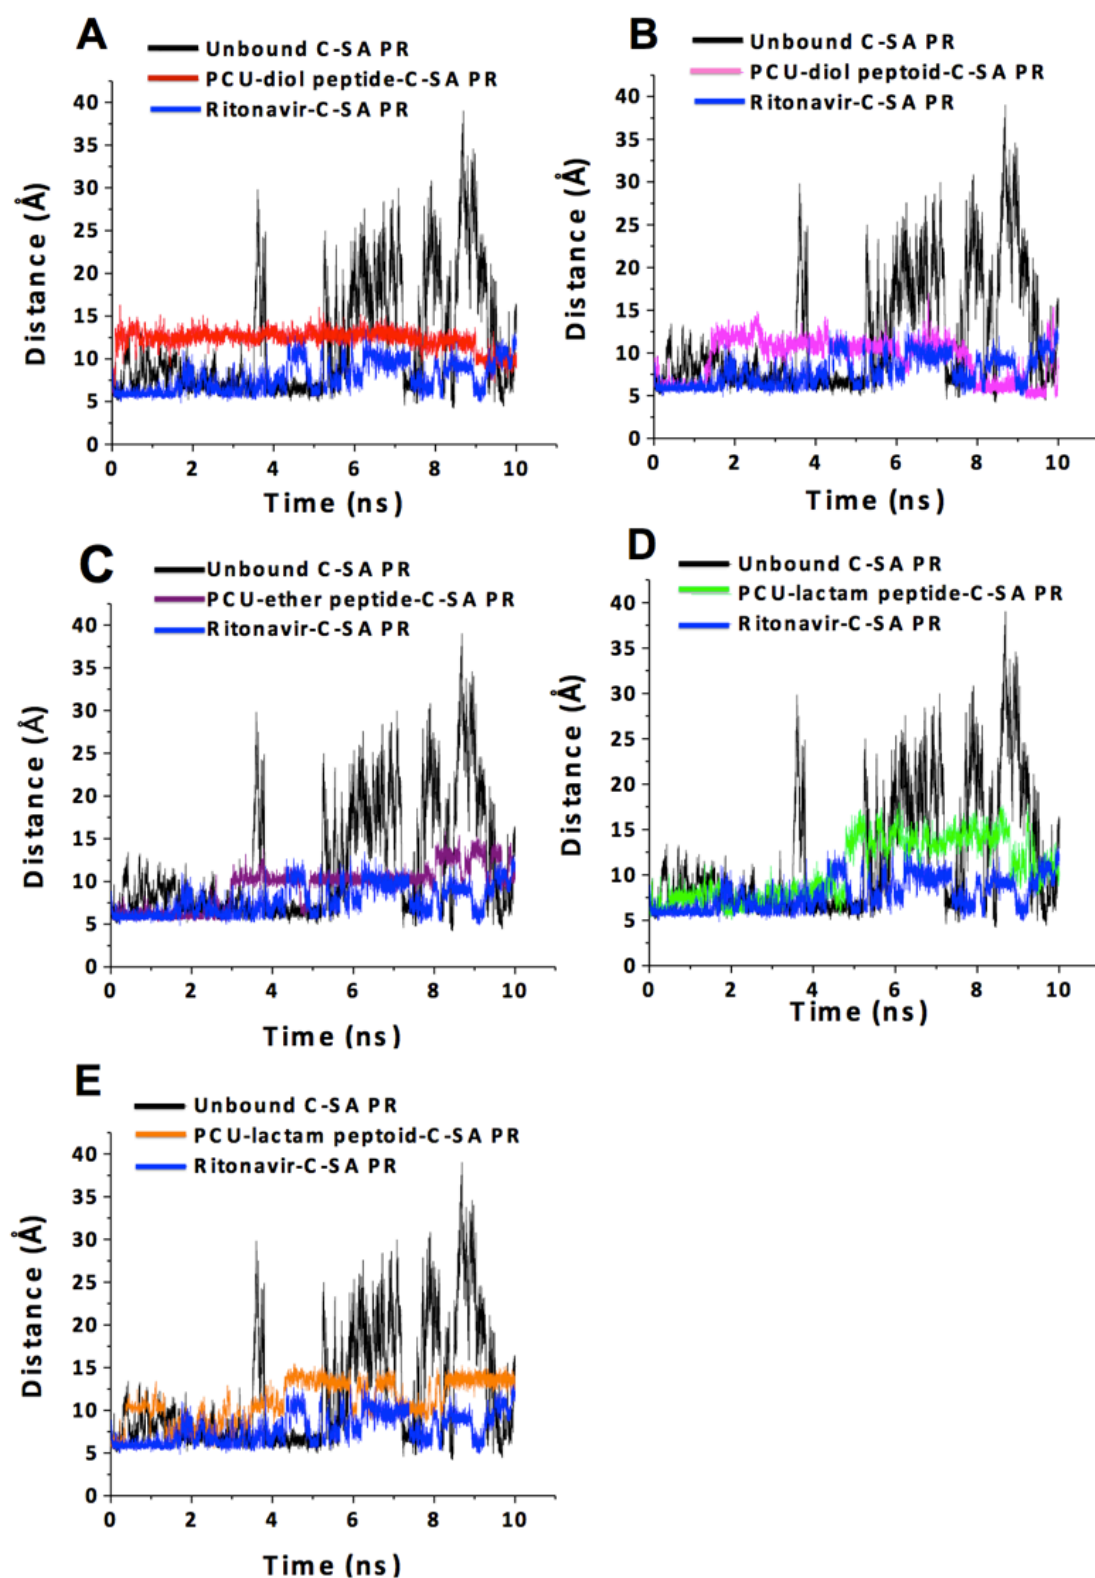 A
Unbound C-SA PR
PCU-diol peptide-C-SA PR
Ritonavir-C-SA PR
40
35
30
25
20
15
10
5
0
Distance (Å)
0 2 4 6 8 10
Time (ns)
B
Unbound C-SA PR
PCU-diol peptoid-C-SA PR
Ritonavir-C-SA PR
40
35
30
25
20
15
10
5
0
Distance (Å)
0 2 4 6 8 10
Time (ns)
C
Unbound C-SA PR
PCU-ether peptide-C-SA PR
Ritonavir-C-SA PR
40
35
30
25
20
15
10
5
0
Distance (Å)
0 2 4 6 8 10
Time (ns)
D
Unbound C-SA PR
PCU-lactam peptide-C-SA PR
Ritonavir-C-SA PR
40
35
30
25
20
15
10
5
0
Distance (Å)
0 2 4 6 8 10
Time (ns)
E
Unbound C-SA PR
PCU-lactam peptoid-C-SA PR
Ritonavir-C-SA PR
40
35
30
25
20
15
10
5
0
Distance (Å)
0 2 4 6 8 10
Time (ns)